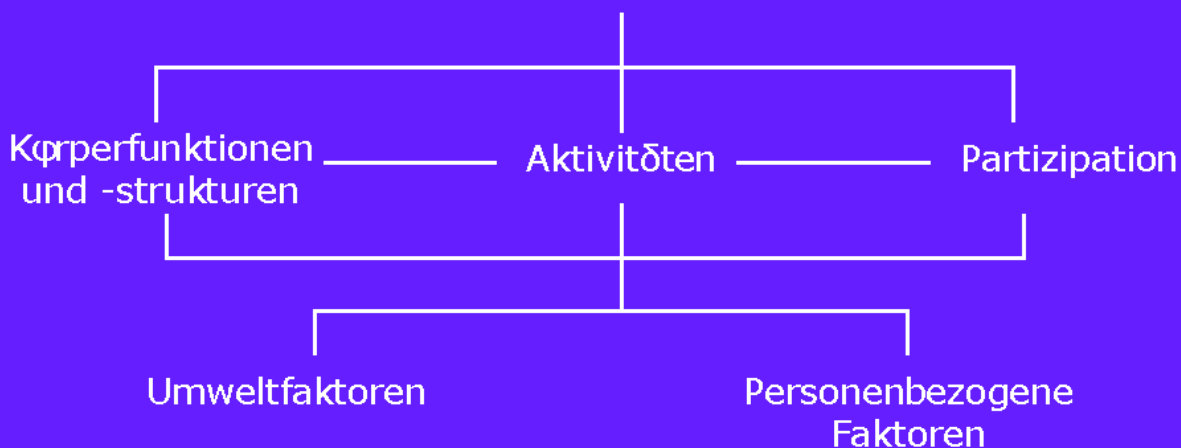 Kφrperfunktionen
und -strukturen
Aktivitδten
Partizipation
Umweltfaktoren
Personenbezogene
Faktoren